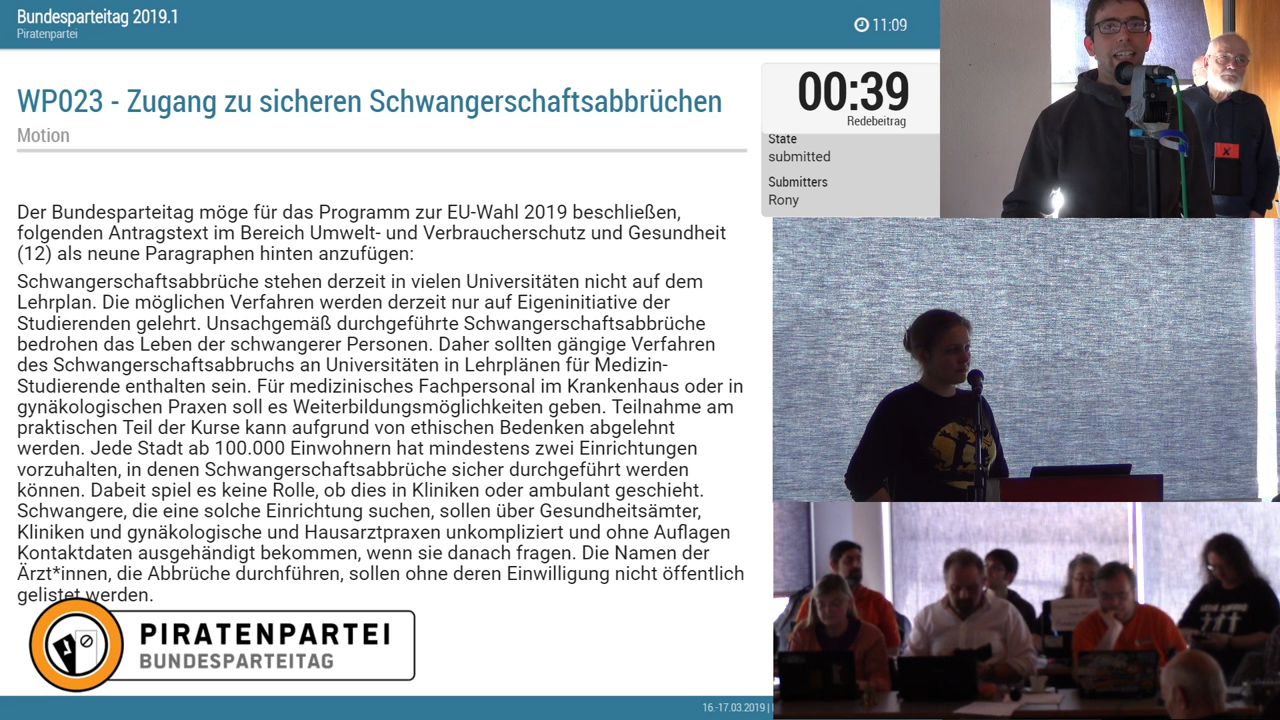 Bundesparteitag 2019.1
Piratenpartei
11:09
WP023 - Zugang zu sicheren Schwangerschaftsabbrüchen
Motion
00:39
Redebeitrag
State
submitted
Submitters
Rony
Der Bundesparteitag möge für das Programm zur EU-Wahl 2019 beschließen,
folgenden Antragstext im Bereich Umwelt- und Verbraucherschutz und Gesundheit
(12) als neune Paragraphen hinten anzufügen:
Schwangerschaftsabbrüche stehen derzeit in vielen Universitäten nicht auf dem
Lehrplan. Die möglichen Verfahren werden derzeit nur auf Eigeninitiative der
Studierenden gelehrt. Unsachgemäß durchgeführte Schwangerschaftsabbrüche
bedrohen das Leben der schwangerer Personen. Daher sollten gängige Verfahren
des Schwangerschaftsabbruchs an Universitäten in Lehrplänen für Medizin-
Studierende enthalten sein. Für medizinisches Fachpersonal im Krankenhaus oder in
gynäkologischen Praxen soll es Weiterbildungsmöglichkeiten geben. Teilnahme am
praktischen Teil der Kurse kann aufgrund von ethischen Bedenken abgelehnt
werden. Jede Stadt ab 100.000 Einwohnern hat mindestens zwei Einrichtungen
vorzuhalten, in denen Schwangerschaftsabbrüche sicher durchgeführt werden
können. Dabeit spiel es keine Rolle, ob dies in Kliniken oder ambulant geschieht.
Schwangere, die eine solche Einrichtung suchen, sollen über Gesundheitsämter,
Kliniken und gynäkologische und Hausarztpraxen unkompliziert und ohne Auflagen
Kontaktdaten ausgehändigt bekommen, wenn sie danach fragen. Die Namen der
Ärzt*innen, die Abbrüche durchführen, sollen ohne deren Einwilligung nicht öffentlich
gelistet werden.
PIRATENPARTEI
BUNDESPARTEITAG
16.-17.03.2019 |